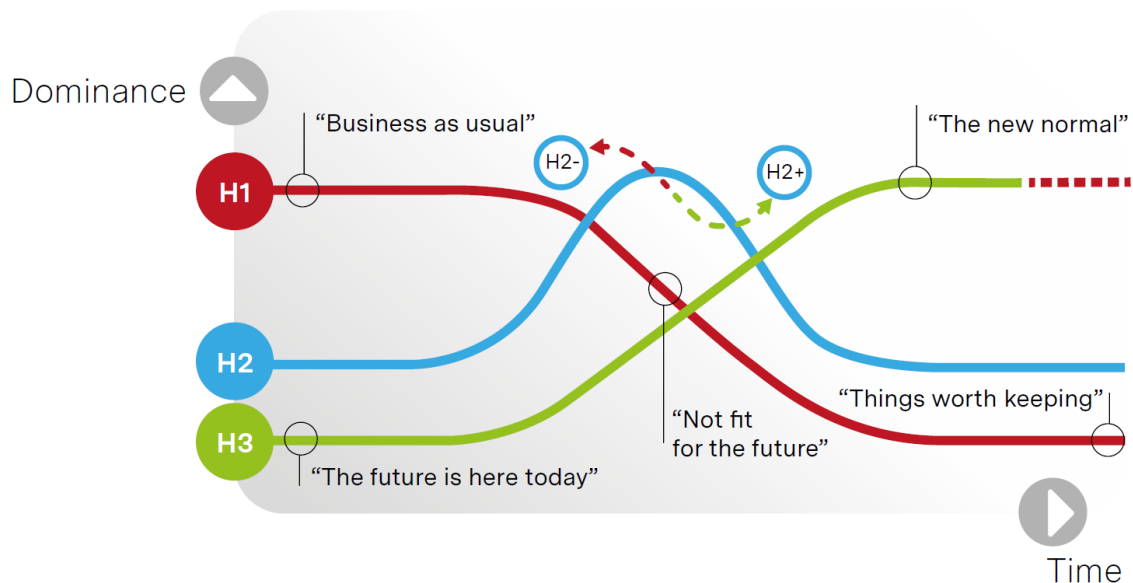 Dominance
“Business as usual”
“The new normal”
H2-
H2+
H1
H2
H3
“Things worth keeping”
“Not fit
for the future”
“The future is here today”
Time